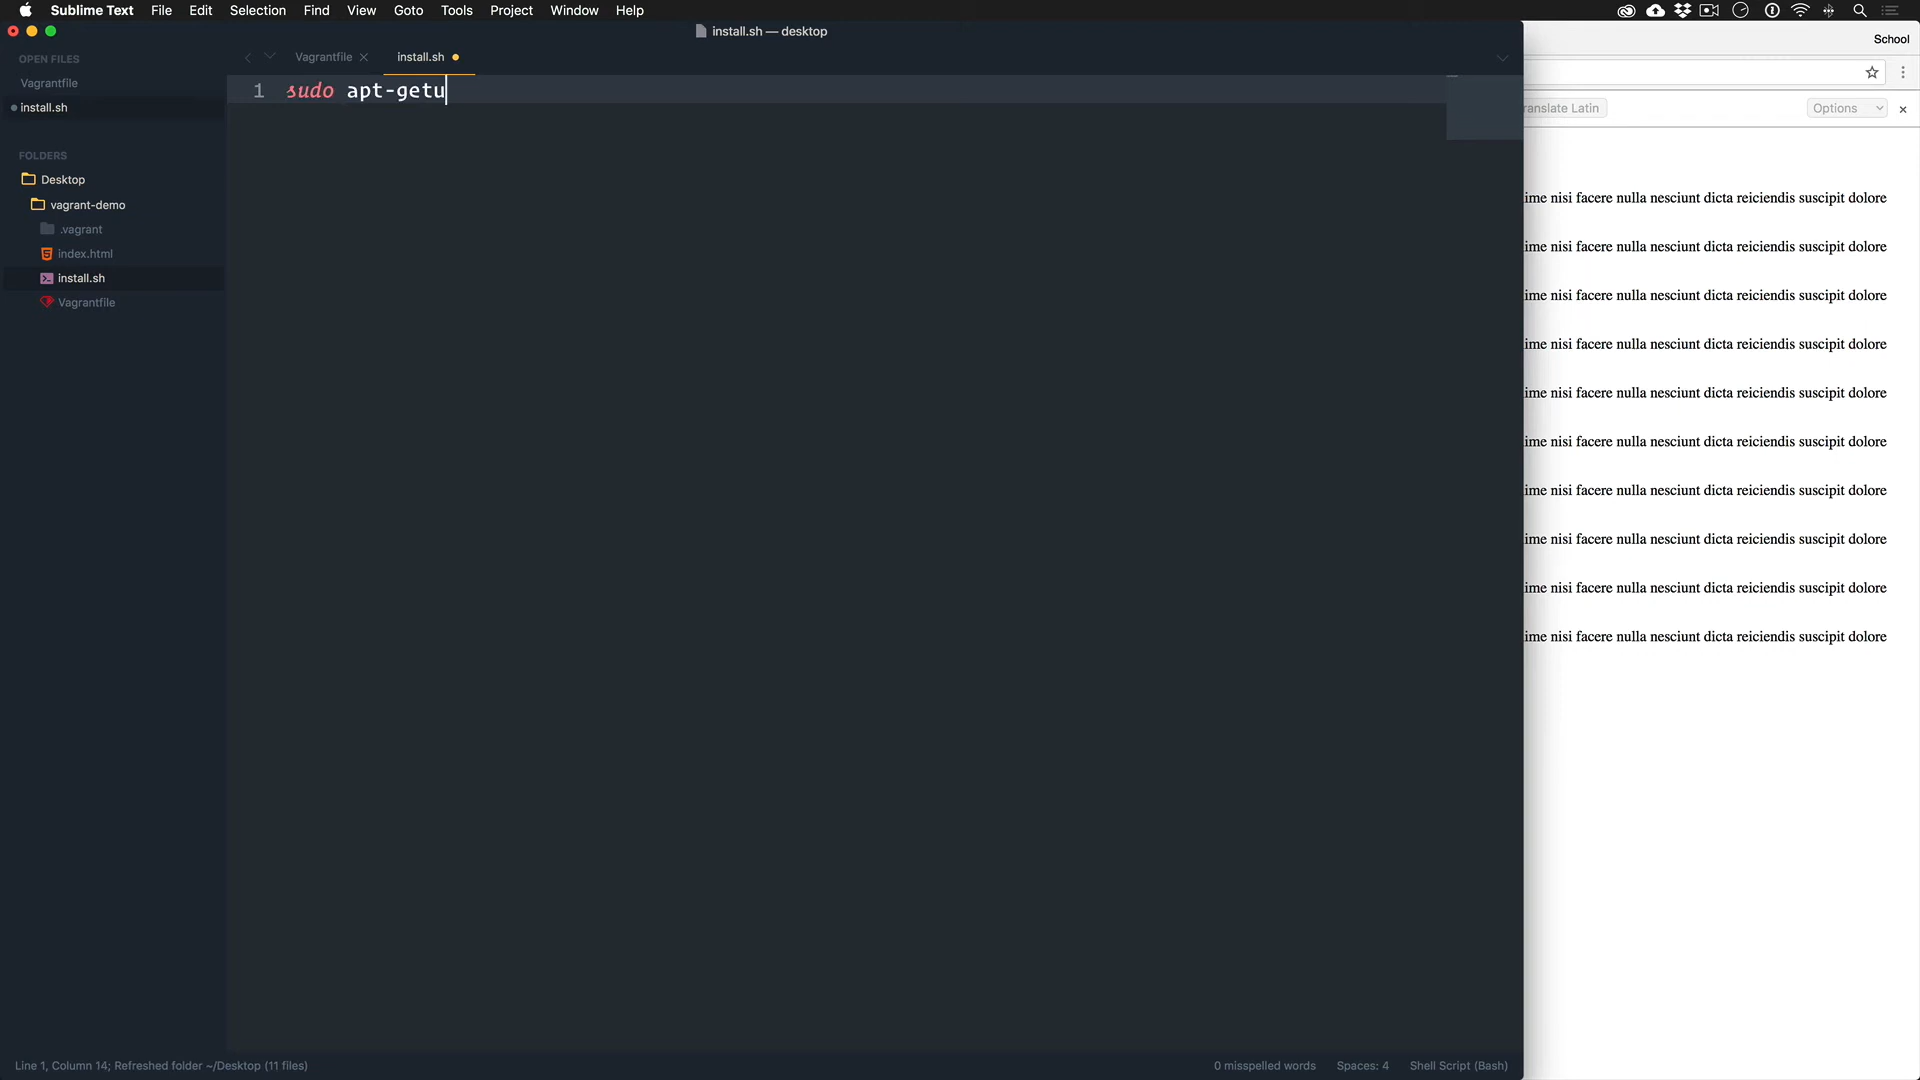 Sublime Text File Edit Selection Find View Goto Tools Project Window Help
install.sh — desktop
School
OPEN FILES
Vagrantfile
install.sh
Vagrantfile
install.sh
1 sudo apt-getu
Translate Latin
Options
FOLDERS
Desktop
vagrant-demo
.vagrant
index.html
install.sh
Vagrantfile
ime nisi facere nulla nesciunt dicta reiciendis suscipit dolore
ime nisi facere nulla nesciunt dicta reiciendis suscipit dolore
ime nisi facere nulla nesciunt dicta reiciendis suscipit dolore
ime nisi facere nulla nesciunt dicta reiciendis suscipit dolore
ime nisi facere nulla nesciunt dicta reiciendis suscipit dolore
ime nisi facere nulla nesciunt dicta reiciendis suscipit dolore
ime nisi facere nulla nesciunt dicta reiciendis suscipit dolore
ime nisi facere nulla nesciunt dicta reiciendis suscipit dolore
ime nisi facere nulla nesciunt dicta reiciendis suscipit dolore
ime nisi facere nulla nesciunt dicta reiciendis suscipit dolore
Line 1, Column 14; Refreshed folder ~/Desktop (11 files)
0 misspelled words
Spaces: 4
Shell Script (Bash)